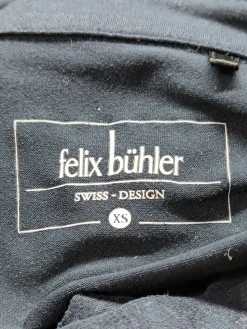 felix bühler
SWISS - DESIGN
XS